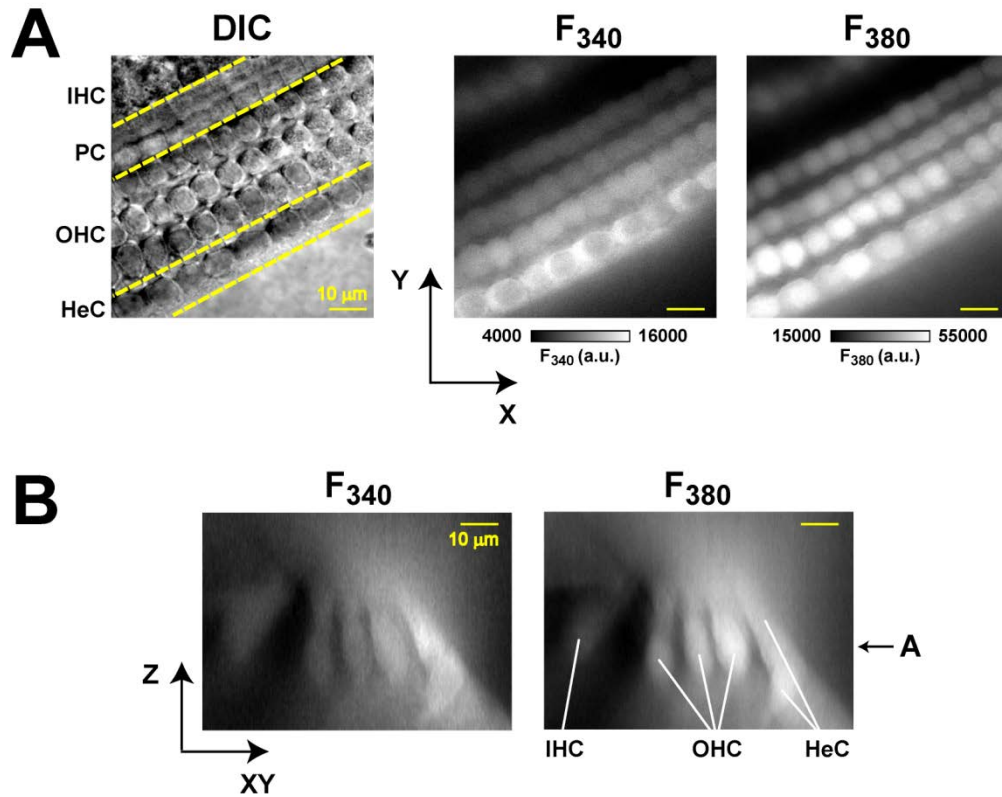 A
DIC
F340
F380
IHC
PC
OHC
HeC
10 µm
Y
X
4000 16000
F340 (a.u.)
15000 55000
F380 (a.u.)
B
F340
F380
10 µm
Z
XY
A
IHC OHC HeC